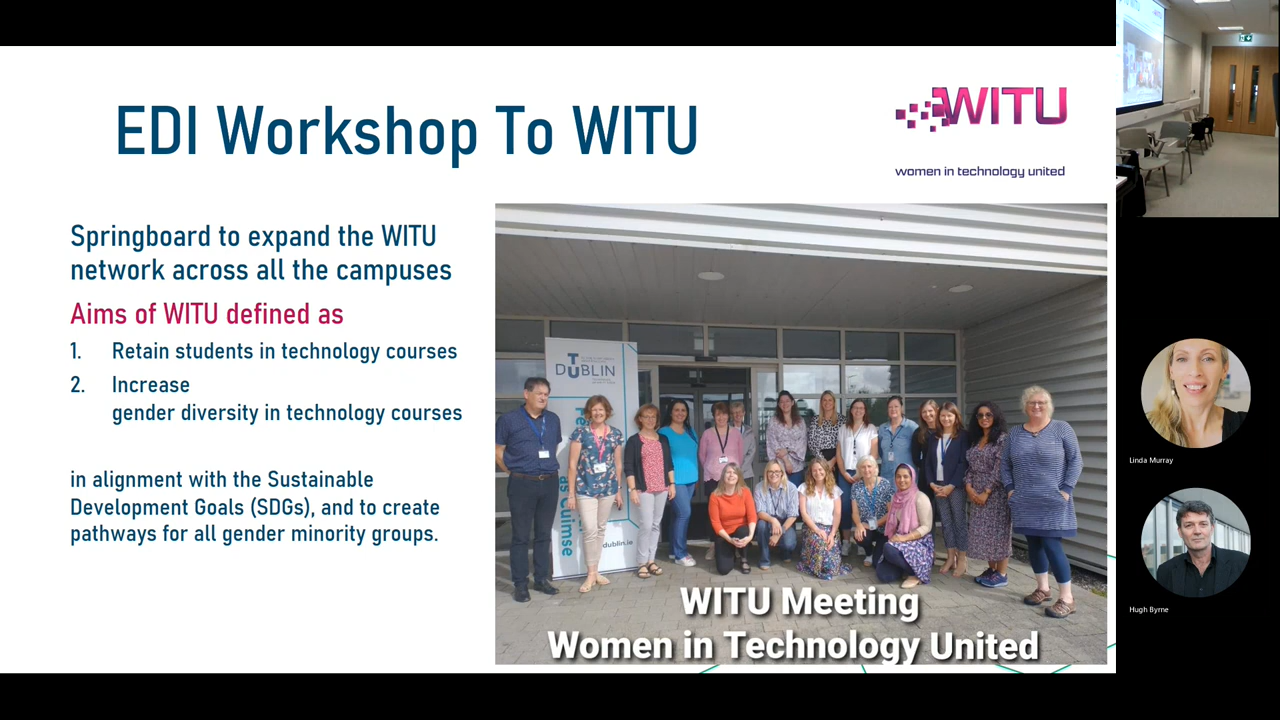 EDI Workshop To WITU
WITU
women in technology united
Springboard to expand the WITU
network across all the campuses
Aims of WITU defined as
1. Retain students in technology courses
2. Increase
gender diversity in technology courses
in alignment with the Sustainable
Development Goals (SDGs), and to create
pathways for all gender minority groups.
TU
DUBLIN
as Cuimse
dublin.ie
WITU Meeting
Women in Technology United
Linda Murray
Hugh Byrne